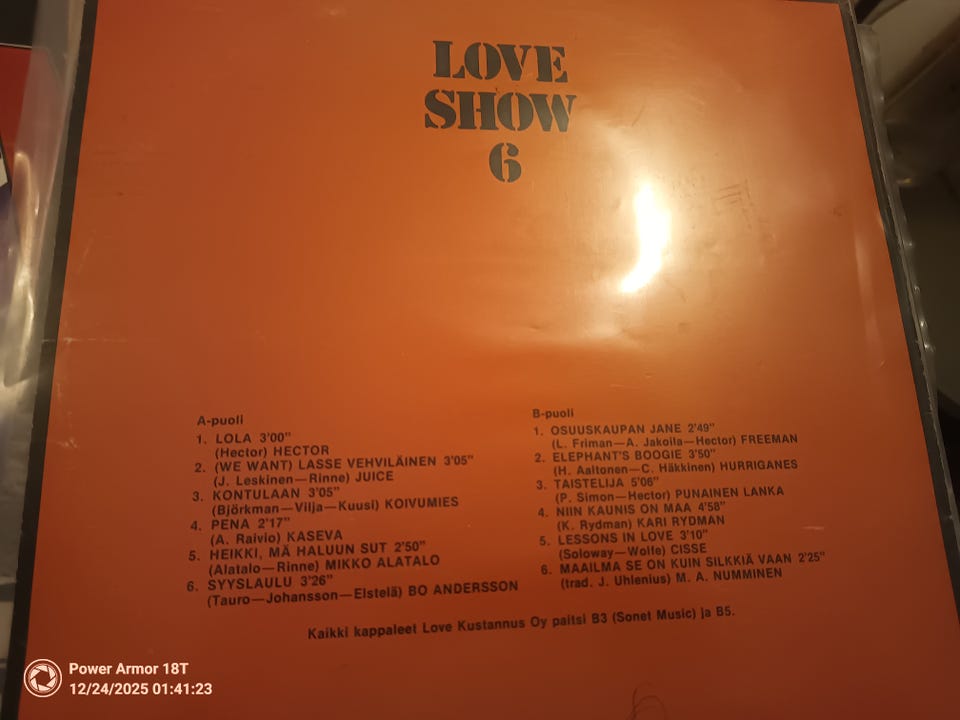 LOVE
SHOW
6
A-puoli
1. LOLA 3'00"
(Hector) HECTOR
2. (WE WANT) LASSE VEHVILÄINEN 3'05"
(J. Leskinen—Rinne) JUICE
3. KONTULAAN 3'05"
(Björkman—Vilja—Kuusi) KOIVUMIES
4. PENA 2'17"
(A. Raivio) KASEVA
5. HEIKKI, MÄ HALUUN SUT 2'50"
(Alatalo—Rinne) MIKKO ALATALO
6. SYYSLAULU 3'26"
(Tauro—Johansson—Elstelä) BO ANDERSSON
B-puoli
1. OSUUSKAUPAN JANE 2'49"
(L. Friman—A. Jakoila—Hector) FREEMAN
2. ELEPHANT'S BOOGIE 3'50"
(H. Aaltonen—C. Häkkinen) HURRIGANES
3. TAISTELIJA 5'06"
(P. Simon—Hector) PUNAINEN LANKA
4. NIIN KAUNIS ON MAA 4'58"
(K. Rydman) KARI RYDMAN
5. LESSONS IN LOVE 3'10"
(Soloway—Wolfe) CISSE
6. MAAILMA SE ON KUIN SILKKIÄ VAAN 2'25"
(trad. J. Uhlenius) M. A. NUMMINEN
Kaikki kappaleet Love Kustannus Oy paitsi B3 (Sonet Music) ja B5.
Power Armor 18T
12/24/2025 01:41:23